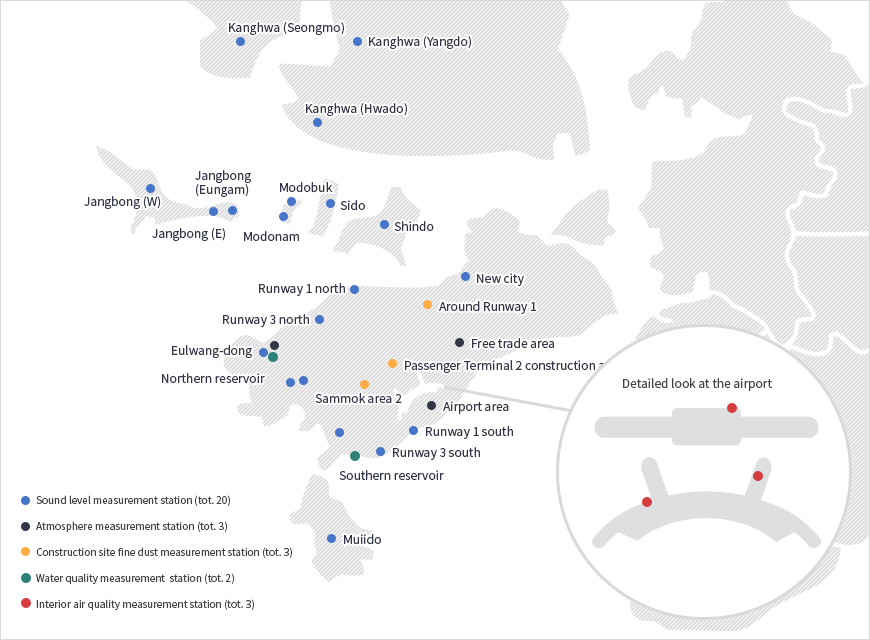 Kanghwa (Seongmo)
Kanghwa (Yangdo)
Kanghwa (Hwado)
Jangbong
(Eungam)
Jangbong (W)
Modobuk
Sido
Jangbong (E)
Modonam
Shindo
New city
Runway 1 north
Around Runway 1
Runway 3 north
Free trade area
Eulwang-dong
Passenger Terminal 2 construction
Northern reservoir
Detailed look at the airport
Sammok area 2
Airport area
Runway 1 south
Runway 3 south
Southern reservoir
Sound level measurement station (tot. 20)
Atmosphere measurement station (tot. 3)
Muiido
Construction site fine dust measurement station (tot. 3)
Water quality measurement station (tot. 2)
Interior air quality measurement station (tot. 3)